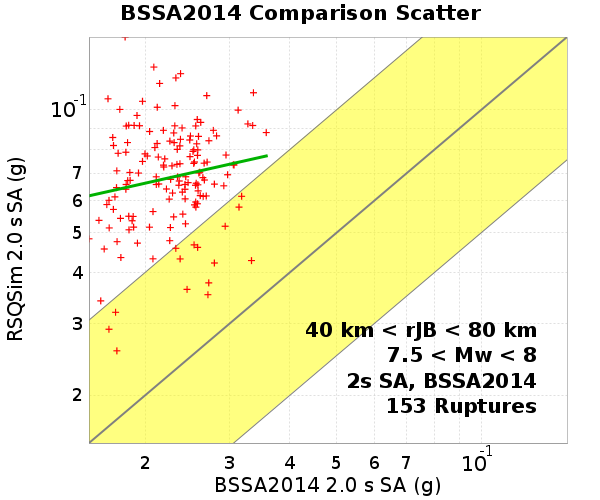 BSSA2014 Comparison Scatter
RSQSim 2.0 s SA (g)
10-1
7
6
5
4
3
2
40 km < rJB < 80 km
7.5 < Mw < 8
2s SA, BSSA2014
153 Ruptures
2 3 4 5 6 7 10-1
BSSA2014 2.0 s SA (g)